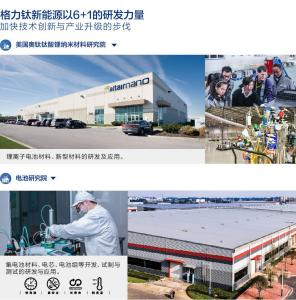 格力钛新能源以6+1的研发力量
加快技术创新与产业升级的步伐
美国奥钛钛酸锂纳米材料研究院
altairnano
锂离子电池材料、新型材料的研发及应用。
电池研究院
集电池材料、电芯、电池组等开发、试制与
测试的研发与应用。